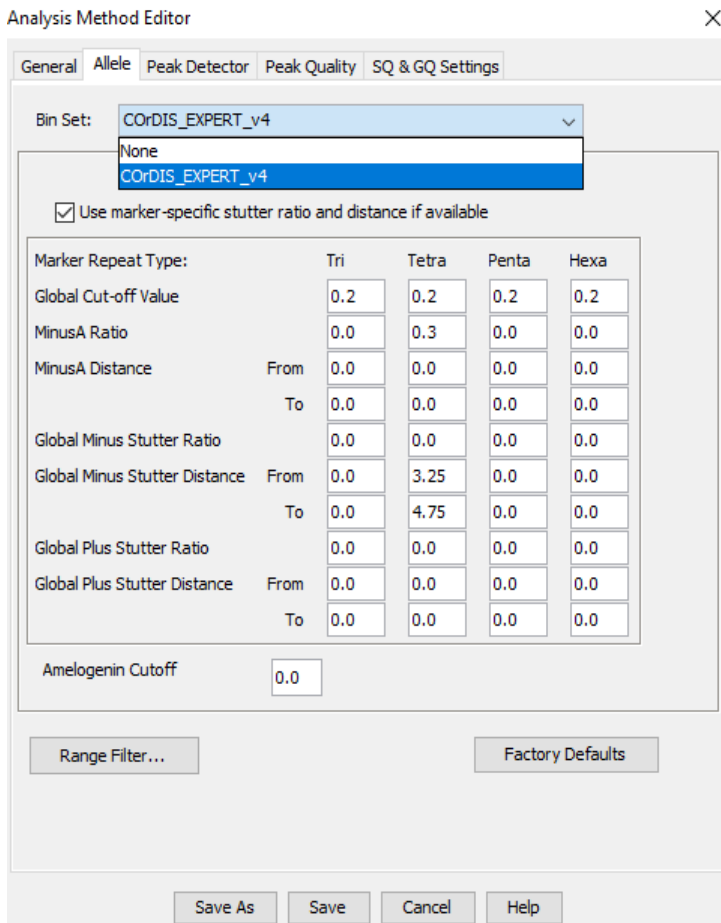 Analysis Method Editor
General Allele Peak Detector Peak Quality SQ & GQ Settings
Bin Set: COrDIS_EXPERT_v4
None
COrDIS_EXPERT_v4
Use marker-specific stutter ratio and distance if available
Marker Repeat Type: Tri Tetra Penta Hexa
Global Cut-off Value 0.2 0.2 0.2 0.2
MinusA Ratio 0.0 0.3 0.0 0.0
MinusA Distance From 0.0 0.0 0.0 0.0
To 0.0 0.0 0.0 0.0
Global Minus Stutter Ratio 0.0 0.0 0.0 0.0
Global Minus Stutter Distance From 0.0 3.25 0.0 0.0
To 0.0 4.75 0.0 0.0
Global Plus Stutter Ratio 0.0 0.0 0.0 0.0
Global Plus Stutter Distance From 0.0 0.0 0.0 0.0
To 0.0 0.0 0.0 0.0
Amelogenin Cutoff 0.0
Range Filter... Factory Defaults
Save As Save Cancel Help